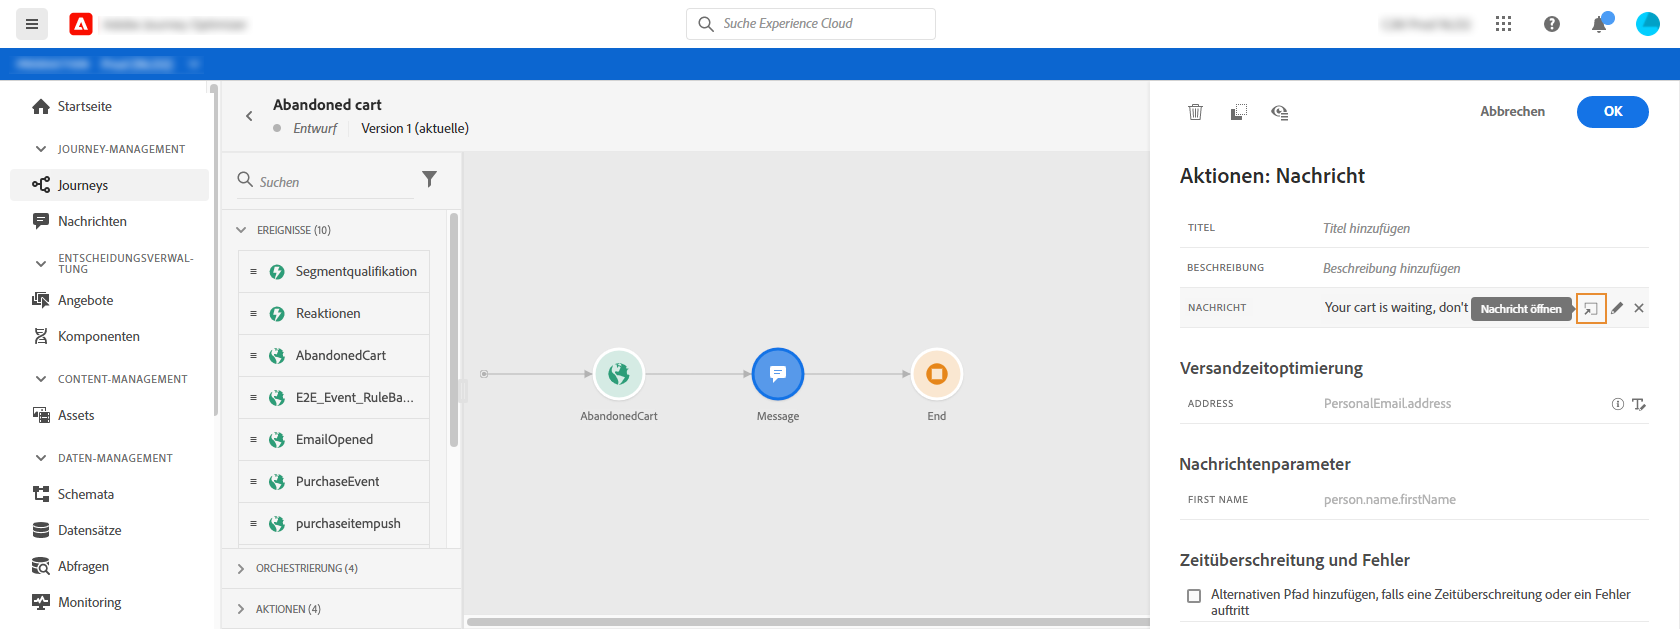 Suche Experience Cloud
Startseite
JOURNEY-MANAGEMENT
Journeys
Nachrichten
ENTSCHEIDUNGSVERWAL-
TUNG
Angebote
Komponenten
CONTENT-MANAGEMENT
Assets
DATEN-MANAGEMENT
Schemata
Datensätze
Abfragen
Monitoring
Abandoned cart
Entwurf
Version 1 (aktuelle)
Suchen
EREIGNISSE (10)
Segmentqualifikation
Reaktionen
AbandonedCart
E2E_Event_RuleBa...
EmailOpened
PurchaseEvent
purchaseitempush
ORCHESTRIERUNG (4)
AKTIONEN (4)
AbandonedCart
Message
End
Abbrechen
OK
Aktionen: Nachricht
TITEL
Titel hinzufügen
BESCHREIBUNG
Beschreibung hinzufügen
NACHRICHT
Your cart is waiting, don't
Nachricht öffnen
Versandzeitoptimierung
ADDRESS
PersonalEmail.address
Nachrichtenparameter
FIRST NAME
person.name.firstName
Zeitüberschreitung und Fehler
Alternativen Pfad hinzufügen, falls eine Zeitüberschreitung oder ein Fehler
auftritt